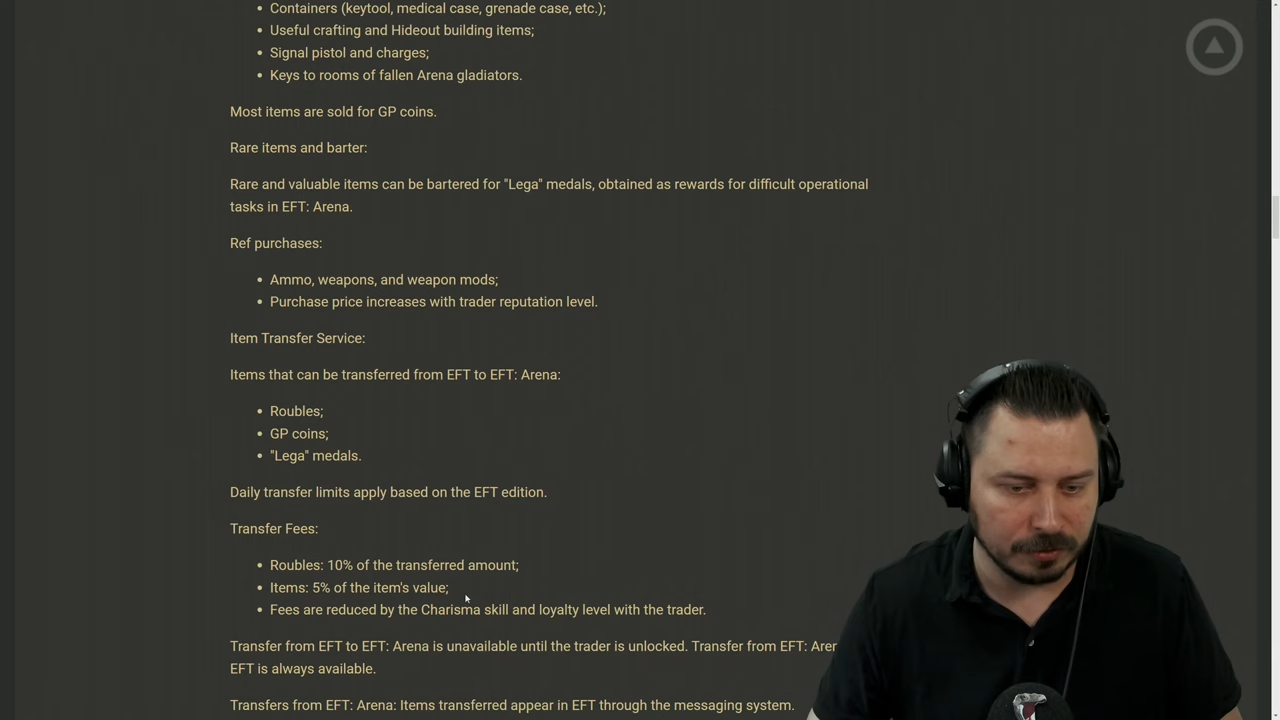 Containers (keytool, medical case, grenade case, etc.);
Useful crafting and Hideout building items;
Signal pistol and charges;
Keys to rooms of fallen Arena gladiators.
Most items are sold for GP coins.
Rare items and barter:
Rare and valuable items can be bartered for "Lega" medals, obtained as rewards for difficult operational
tasks in EFT: Arena.
Ref purchases:
Ammo, weapons, and weapon mods;
Purchase price increases with trader reputation level.
Item Transfer Service:
Items that can be transferred from EFT to EFT: Arena:
Roubles;
GP coins;
"Lega" medals.
Daily transfer limits apply based on the EFT edition.
Transfer Fees:
Roubles: 10% of the transferred amount;
Items: 5% of the item's value;
Fees are reduced by the Charisma skill and loyalty level with the trader.
Transfer from EFT to EFT: Arena is unavailable until the trader is unlocked. Transfer from EFT:
EFT is always available.
Transfers from EFT: Arena: Items transferred appear in EFT through the messaging system.